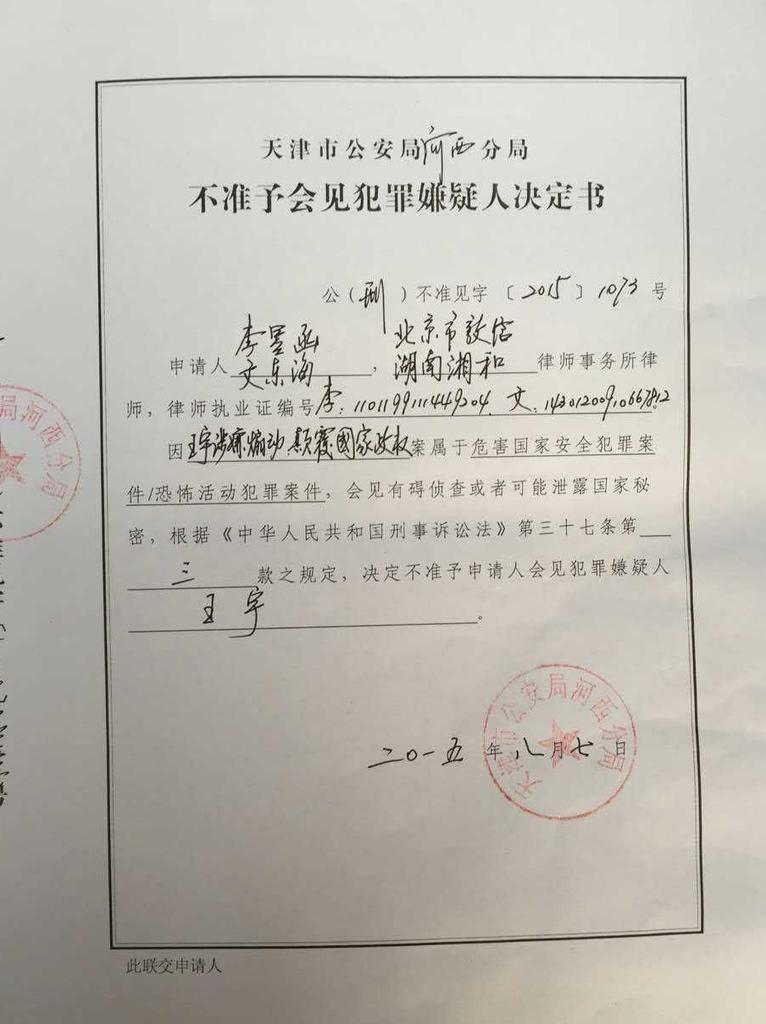 天津市公安局河西分局
不准予会见犯罪嫌疑人决定书
公（刑）不准见字〔2015〕1073号
李昱函 北京市敦信
申请人文东海，湖南湘和律师事务所律
师，律师执业证编号李：11011991114449204 文：14301200910667812
因王宇涉嫌煽动颠覆國家政权案属于危害国家安全犯罪案
件/恐怖活动犯罪案件，会见有碍侦查或者可能泄露国家秘
密，根据《中华人民共和国刑事诉讼法》第三十七条第
三款之规定，决定不准予申请人会见犯罪嫌疑人
王宇。
天津市公安局河西分局
二〇一五年八月七日
此联交申请人
局河西分局